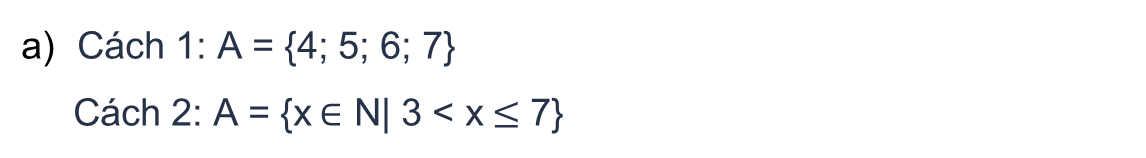 a) Cách 1: A = {4; 5; 6; 7}
Cách 2: A = {x ∈ N| 3 < x ≤ 7}